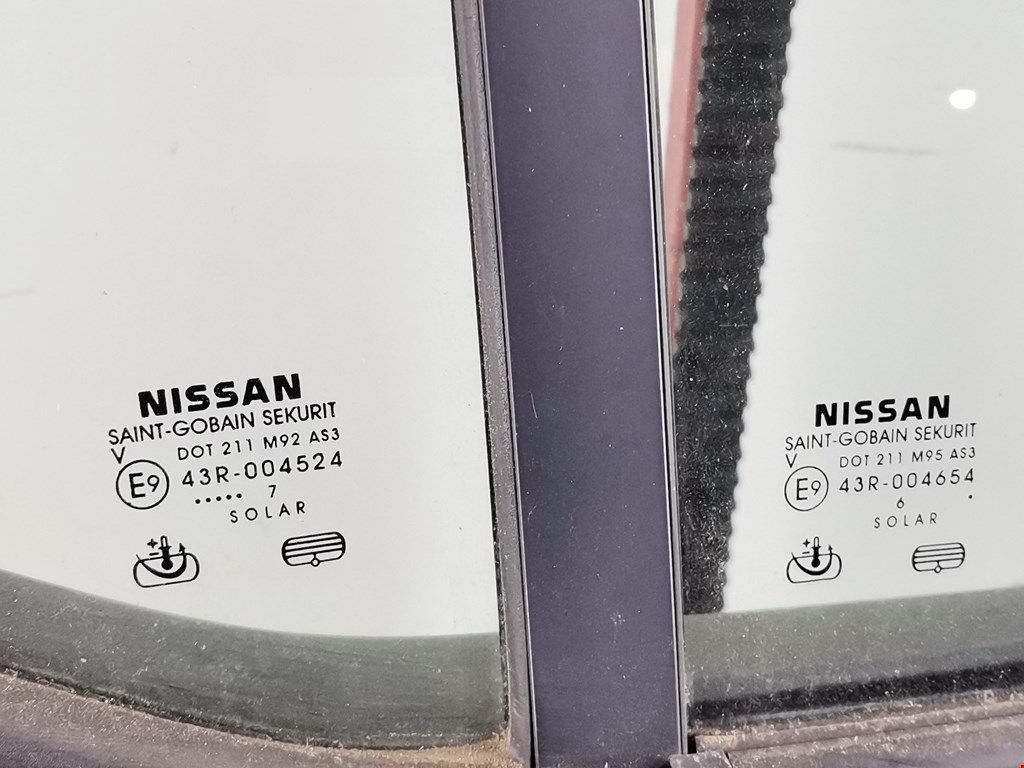 NISSAN
SAINT-GOBAIN SEKURIT
V DOT 211 M92 AS3
E9 43R-004524
..... 7
SOLAR
NISSAN
SAINT-GOBAIN SEKURIT
V DOT 211 M95 AS3
E9 43R-004654
6 .
SOLAR